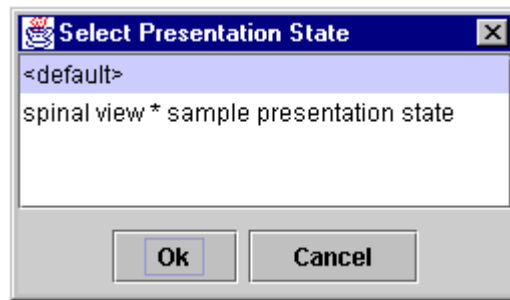 Select Presentation State
<default>
spinal view * sample presentation state
Ok
Cancel